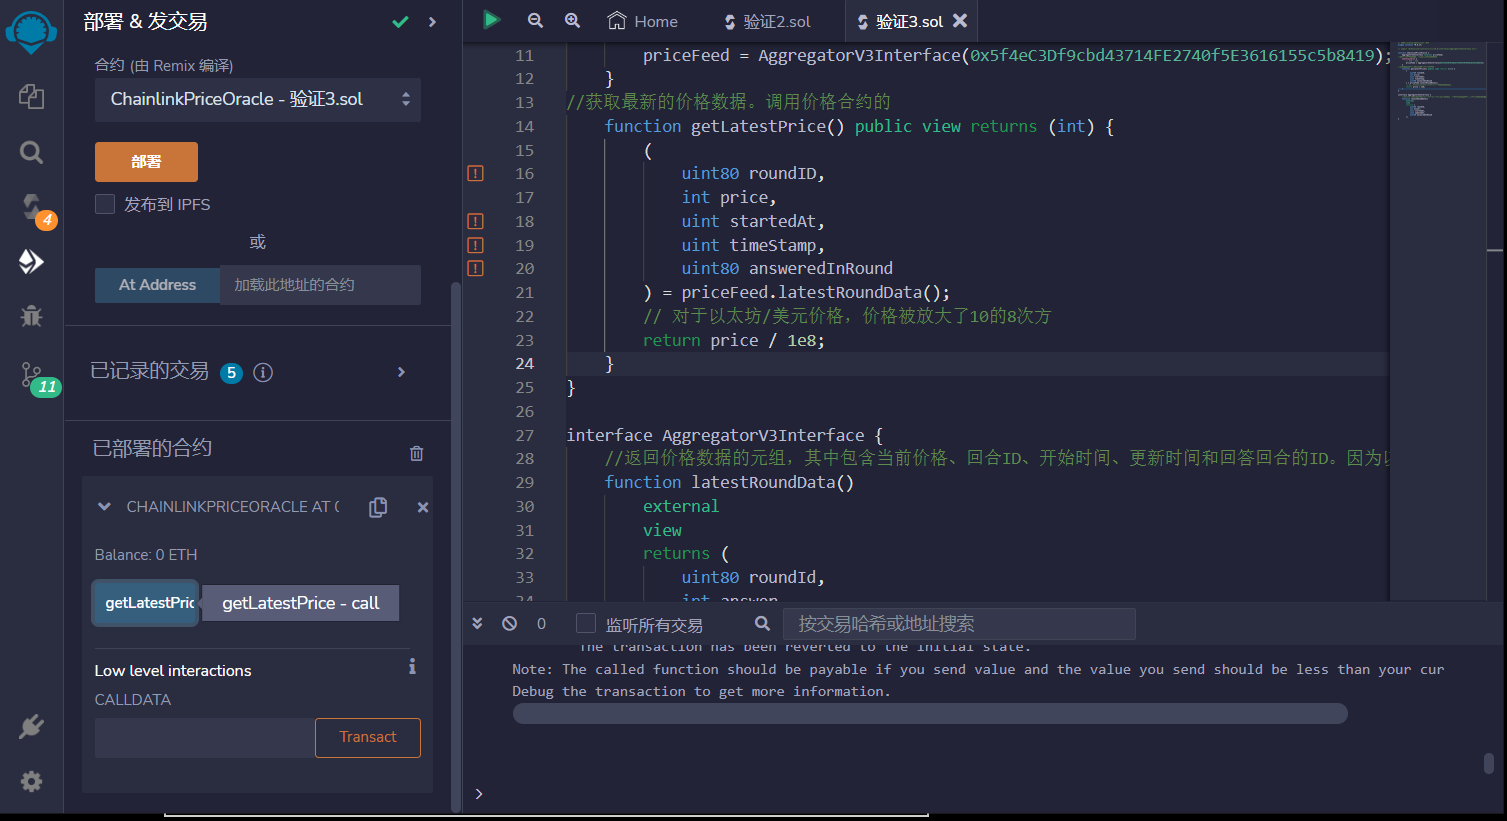 部署 & 发交易
合约 (由 Remix 编译)
ChainlinkPriceOracle - 验证3.sol
部署
发布到 IPFS
或
At Address
加载此地址的合约
4
11
已记录的交易 5
已部署的合约
CHAINLINKPRICEORACLE AT
Balance: 0 ETH
getLatestPric
getLatestPrice - call
Low level interactions
CALLDATA
Transact
Home
验证2.sol
验证3.sol
11 priceFeed = AggregatorV3Interface(0x5f4eC3Df9cbd43714FE2740f5E3616155c5b8419);
12 }
13 //获取最新的价格数据。调用价格合约的
14 function getLatestPrice() public view returns (int) {
15 (
16 uint80 roundID,
17 int price,
18 uint startedAt,
19 uint timeStamp,
20 uint80 answeredInRound
21 ) = priceFeed.latestRoundData();
22 // 对于以太坊/美元价格，价格被放大了10的8次方
23 return price / 1e8;
24 }
25 }
26
27 interface AggregatorV3Interface {
28 //返回价格数据的元组，其中包含当前价格、回合ID、开始时间、更新时间和回答回合的ID。因为
29 function latestRoundData()
30 external
31 view
32 returns (
33 uint80 roundId,
34 int answer
0
监听所有交易
按交易哈希或地址搜索
The transaction has been reverted to the initial state.
Note: The called function should be payable if you send value and the value you send should be less than your cur
Debug the transaction to get more information.
>